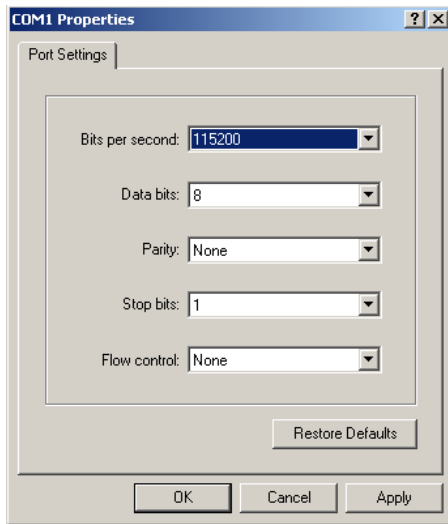 COM1 Properties
Port Settings
Bits per second: 115200
Data bits: 8
Parity: None
Stop bits: 1
Flow control: None
Restore Defaults
OK Cancel Apply